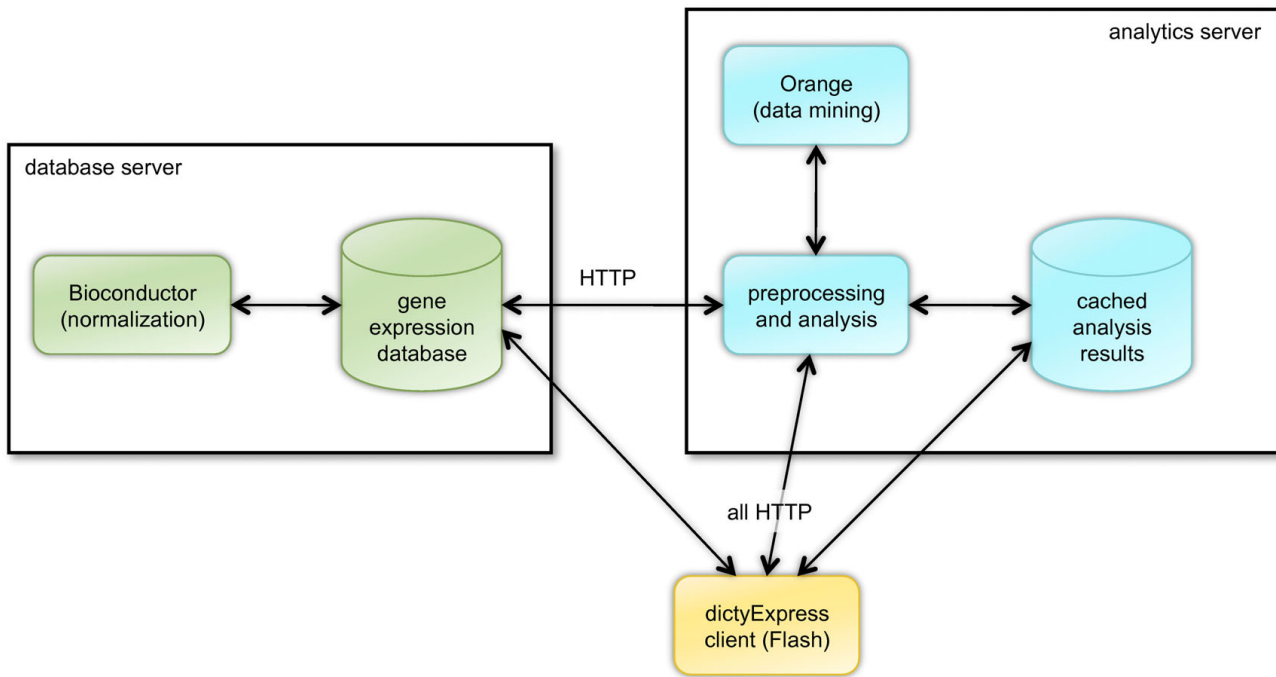 analytics server
Orange
(data mining)
database server
Bioconductor
(normalization)
gene
expression
database
HTTP
preprocessing
and analysis
cached
analysis
results
all HTTP
dictyExpress
client (Flash)